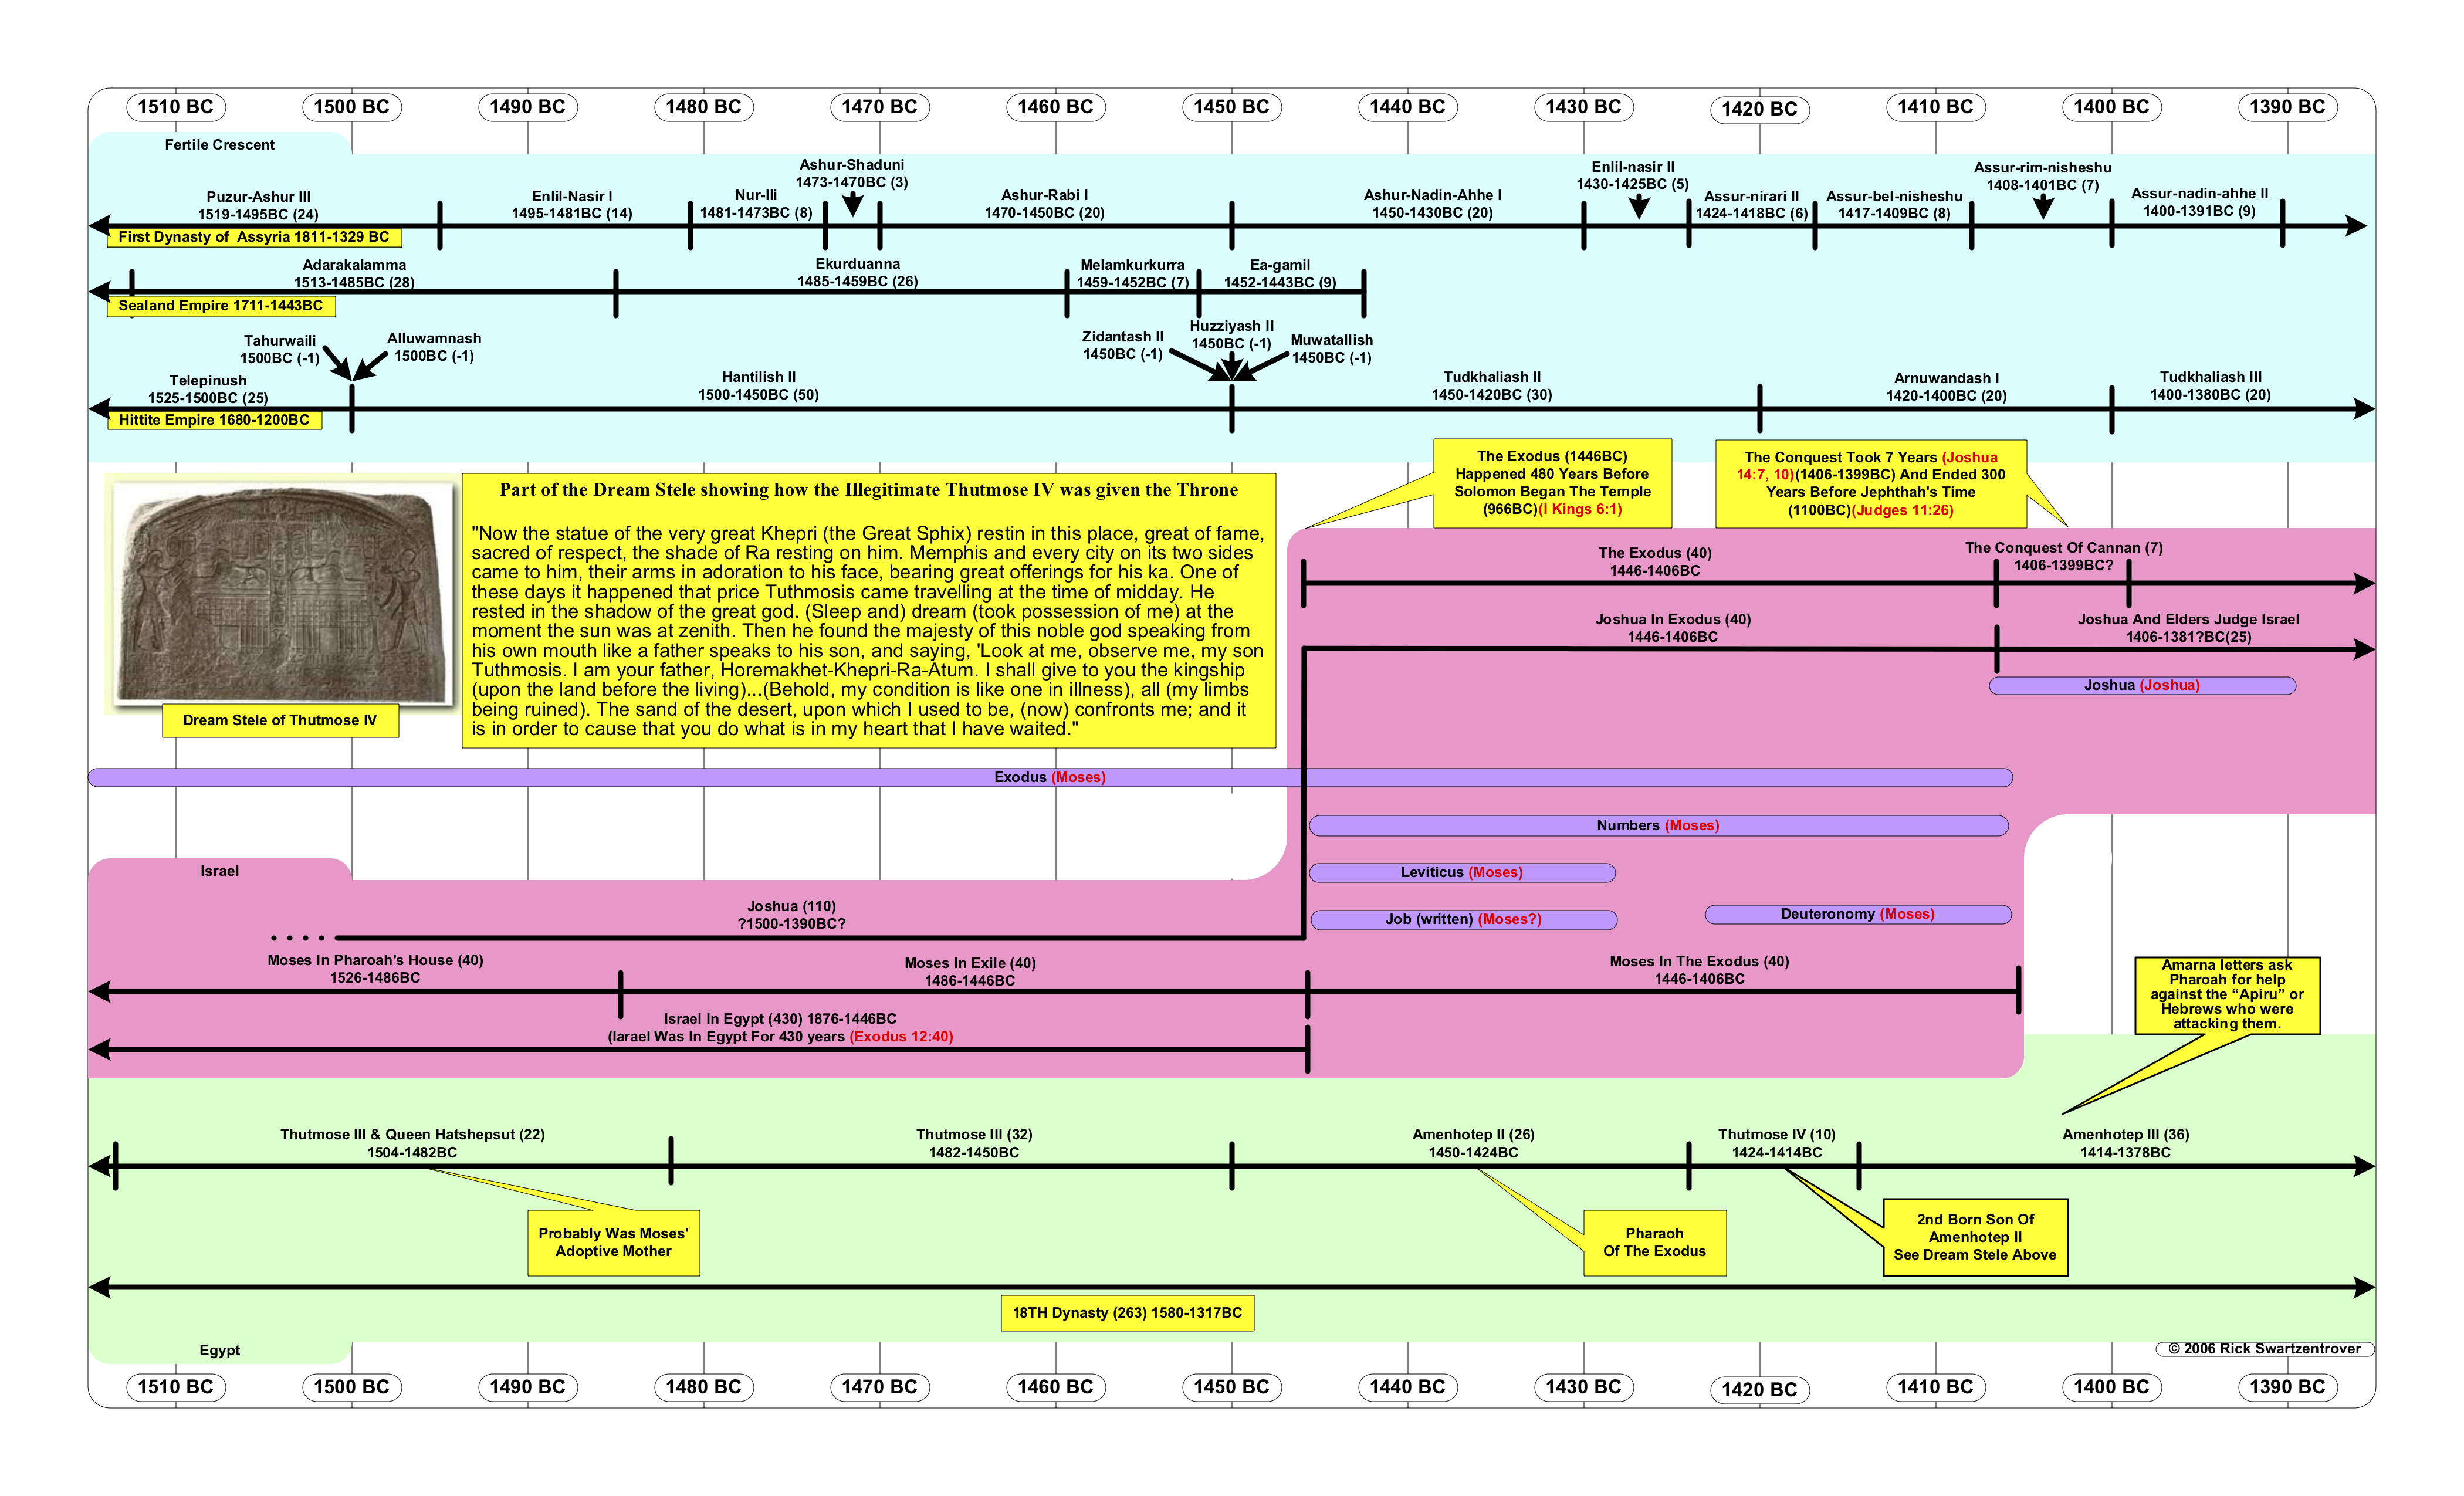 1510 BC
1500 BC
1490 BC
1480 BC
1470 BC
1460 BC
1450 BC
1440 BC
1430 BC
1420 BC
1410 BC
1400 BC
1390 BC
Fertile Crescent
Puzur-Ashur III
1519-1495BC (24)
Enlil-Nasir I
1495-1481BC (14)
Nur-Ili
1481-1473BC (8)
Ashur-Shaduni
1473-1470BC (3)
Ashur-Rabi I
1470-1450BC (20)
Ashur-Nadin-Ahhe I
1450-1430BC (20)
Enlil-nasir II
1430-1425BC (5)
Assur-nirari II
1424-1418BC (6)
Assur-bel-nisheshu
1417-1409BC (8)
Assur-rim-nisheshu
1408-1401BC (7)
Assur-nadin-ahhe II
1400-1391BC (9)
First Dynasty of Assyria 1811-1329 BC
Adarakalamma
1513-1485BC (28)
Ekurduanna
1485-1459BC (26)
Melamkurkurra
1459-1452BC (7)
Ea-gamil
1452-1443BC (9)
Sealand Empire 1711-1443BC
Tahurwaili
1500BC (-1)
Alluwamnash
1500BC (-1)
Zidantash II
1450BC (-1)
Huzziyash II
1450BC (-1)
Muwatallish
1450BC (-1)
Telepinush
1525-1500BC (25)
Hantilish II
1500-1450BC (50)
Tudkhaliash II
1450-1420BC (30)
Arnuwandash I
1420-1400BC (20)
Tudkhaliash III
1400-1380BC (20)
Hittite Empire 1680-1200BC
Dream Stele of Thutmose IV
Part of the Dream Stele showing how the Illegitimate Thutmose IV was given the Throne
"Now the statue of the very great Khepri (the Great Sphix) restin in this place, great of fame,
sacred of respect, the shade of Ra resting on him. Memphis and every city on its two sides
came to him, their arms in adoration to his face, bearing great offerings for his ka. One of
these days it happened that price Tuthmosis came travelling at the time of midday. He
rested in the shadow of the great god. (Sleep and) dream (took possession of me) at the
moment the sun was at zenith. Then he found the majesty of this noble god speaking from
his own mouth like a father speaks to his son, and saying, 'Look at me, observe me, my son
Tuthmosis. I am your father, Horemakhet-Khepri-Ra-Atum. I shall give to you the kingship
(upon the land before the living)...(Behold, my condition is like one in illness), all (my limbs
being ruined). The sand of the desert, upon which I used to be, (now) confronts me; and it
is in order to cause that you do what is in my heart that I have waited."
The Exodus (1446BC)
Happened 480 Years Before
Solomon Began The Temple
(966BC)(I Kings 6:1)
The Conquest Took 7 Years (Joshua
14:7, 10)(1406-1399BC) And Ended 300
Years Before Jephthah's Time
(1100BC)(Judges 11:26)
The Exodus (40)
1446-1406BC
The Conquest Of Cannan (7)
1406-1399BC?
Joshua In Exodus (40)
1446-1406BC
Joshua And Elders Judge Israel
1406-1381?BC(25)
Joshua (Joshua)
Exodus (Moses)
Numbers (Moses)
Leviticus (Moses)
Job (written) (Moses?)
Deuteronomy (Moses)
Israel
Joshua (110)
?1500-1390BC?
Moses In Pharoah's House (40)
1526-1486BC
Moses In Exile (40)
1486-1446BC
Moses In The Exodus (40)
1446-1406BC
Israel In Egypt (430) 1876-1446BC
(Iarael Was In Egypt For 430 years (Exodus 12:40)
Amarna letters ask
Pharoah for help
against the “Apiru” or
Hebrews who were
attacking them.
Thutmose III & Queen Hatshepsut (22)
1504-1482BC
Thutmose III (32)
1482-1450BC
Amenhotep II (26)
1450-1424BC
Thutmose IV (10)
1424-1414BC
Amenhotep III (36)
1414-1378BC
Probably Was Moses'
Adoptive Mother
Pharaoh
Of The Exodus
2nd Born Son Of
Amenhotep II
See Dream Stele Above
18TH Dynasty (263) 1580-1317BC
Egypt
© 2006 Rick Swartzentrover
1510 BC
1500 BC
1490 BC
1480 BC
1470 BC
1460 BC
1450 BC
1440 BC
1430 BC
1420 BC
1410 BC
1400 BC
1390 BC